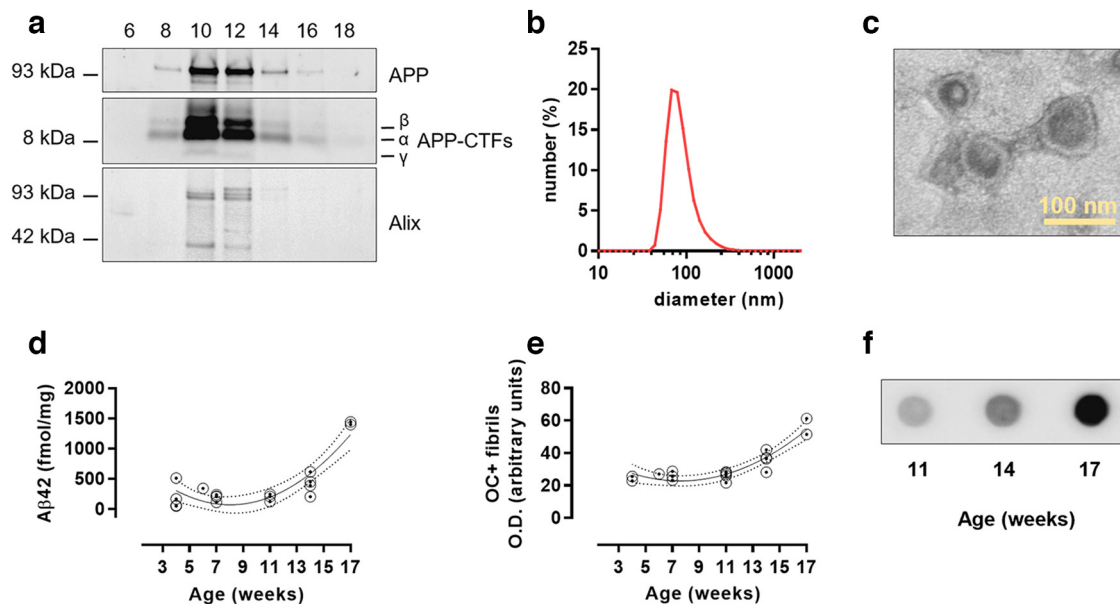 a
6 8 10 12 14 16 18
93 kDa
APP
8 kDa
β
α APP-CTFs
γ
93 kDa
42 kDa
Alix
b
25
20
15
10
5
0
number (%)
10 100 1000
diameter (nm)
c
100 nm
d
2000
1500
1000
500
0
Aβ42 (fmol/mg)
3 5 7 9 11 13 15 17
Age (weeks)
e
80
60
40
20
0
OC+ fibrils
O.D. (arbitrary units)
3 5 7 9 11 13 15 17
Age (weeks)
f
11 14 17
Age (weeks)